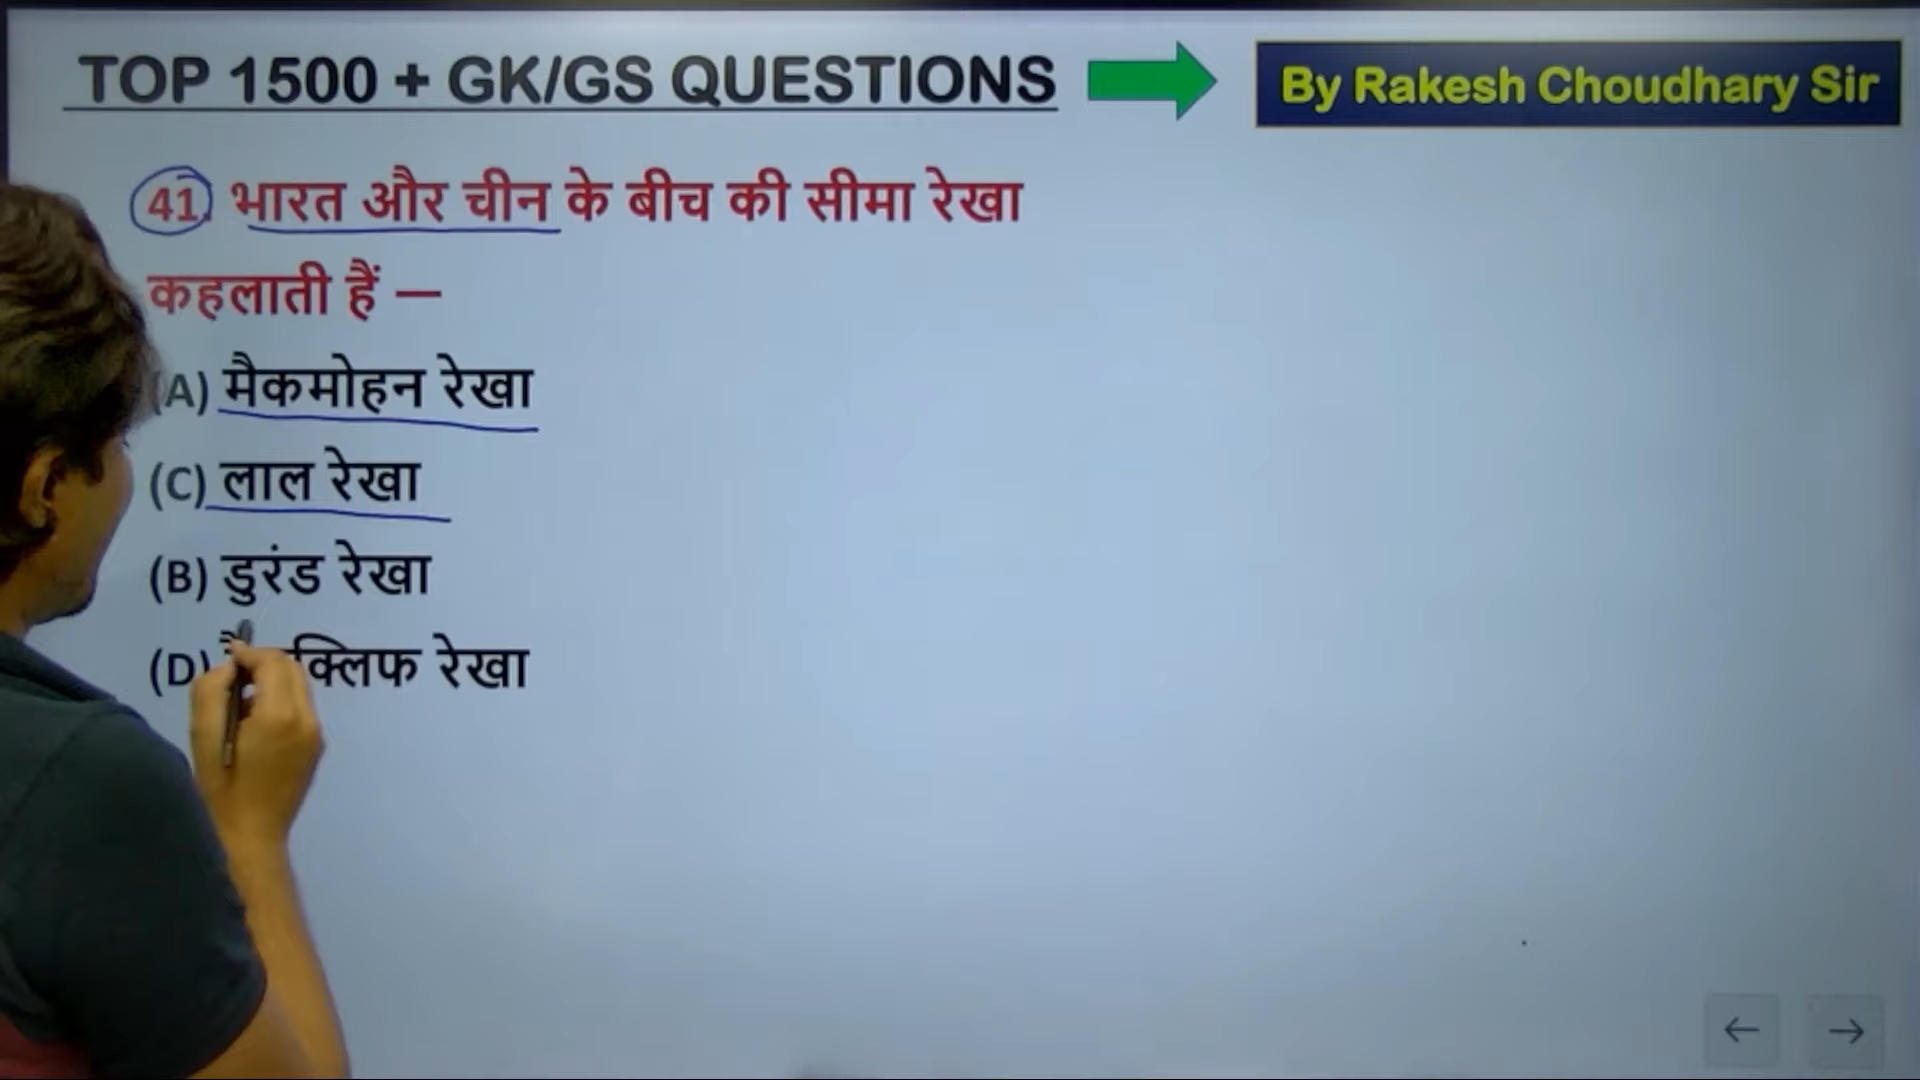 TOP 1500 + GK/GS QUESTIONS
By Rakesh Choudhary Sir
41. भारत और चीन के बीच की सीमा रेखा
कहलाती हैं –
(A) मैकमोहन रेखा
(C) लाल रेखा
(B) डुरंड रेखा
(D) रेखा